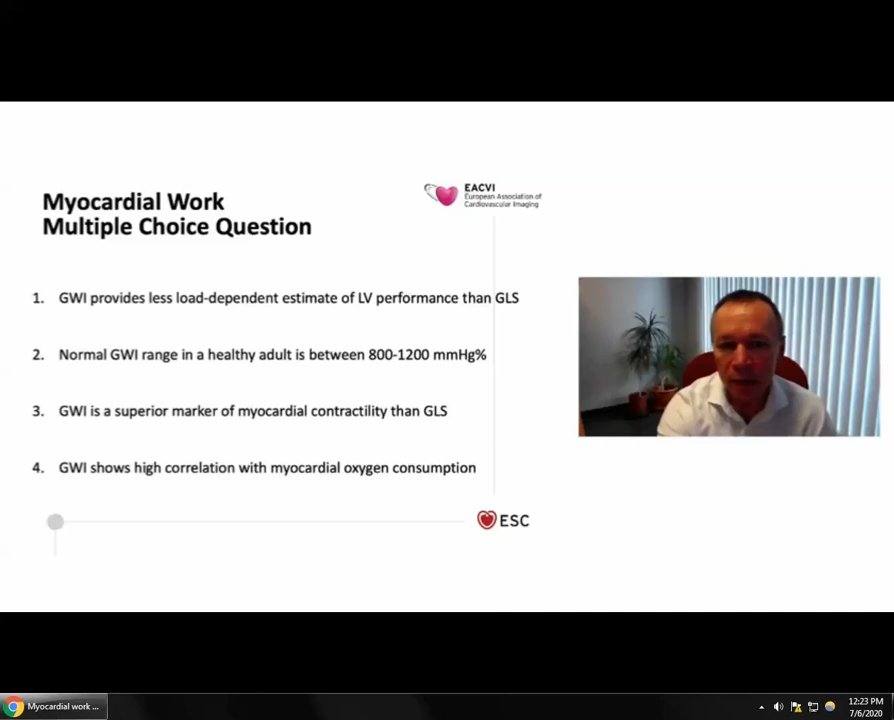 Myocardial Work
Multiple Choice Question
EACVI
European Association of
Cardiovascular Imaging
1. GWI provides less load-dependent estimate of LV performance than GLS
2. Normal GWI range in a healthy adult is between 800-1200 mmHg%
3. GWI is a superior marker of myocardial contractility than GLS
4. GWI shows high correlation with myocardial oxygen consumption
ESC
Myocardial work ...
12:23 PM
7/6/2020